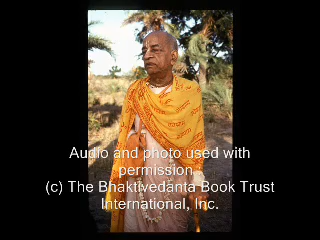 Audio and photo used with
permission
(c) The Bhaktivedanta Book Trust
International, Inc.